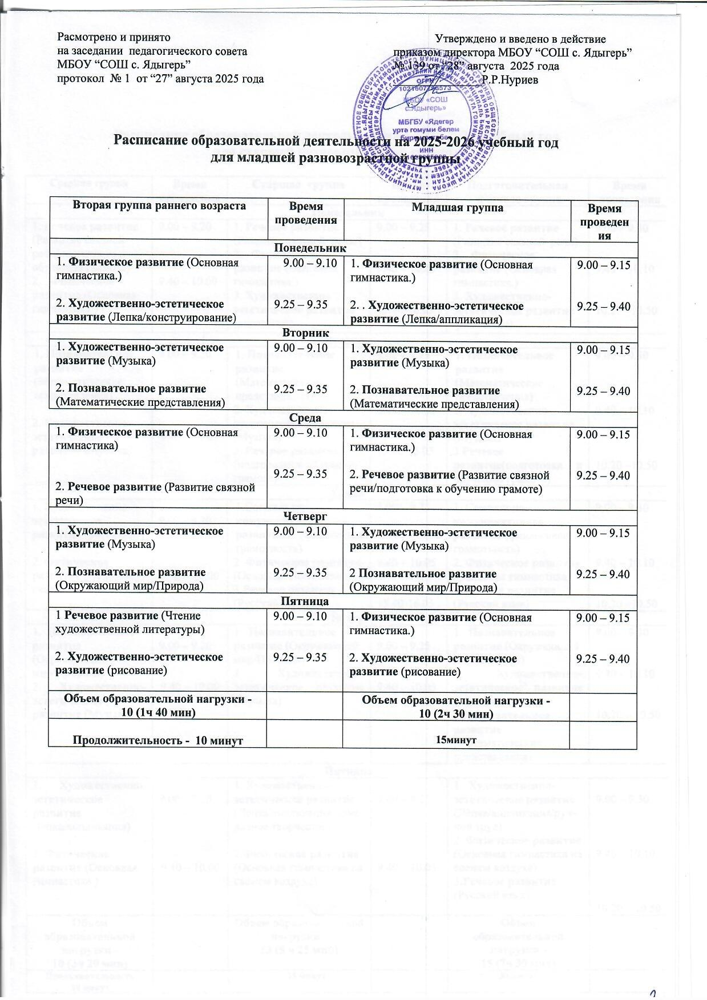 Расмотрено и принято
на заседании педагогического совета
МБОУ “СОШ с. Ядыгерь”
протокол № 1 от “27” августа 2025 года
Утверждено и введено в действие
приказом директора МБОУ “СОШ с. Ядыгерь”
№ 139 от “28” августа 2025 года
Р.Р.Нуриев
ОГРН
МБОУ «СОШ
с.Ядыгерь»
МБГБУ «Ядегәр
урта гомуми белем
ИНН
Расписание образовательной деятельности на 2025-2026 учебный год
для младшей разновозрастной группы
Вторая группа раннего возраста
Время
проведения
Младшая группа
Время
проведен
ия
Понедельник
1. Физическое развитие (Основная
гимнастика.)
9.00 – 9.10
1. Физическое развитие (Основная
гимнастика.)
9.00 – 9.15
2. Художественно-эстетическое
развитие (Лепка/конструирование)
9.25 – 9.35
2. . Художественно-эстетическое
развитие (Лепка/аппликация)
9.25 – 9.40
Вторник
1. Художественно-эстетическое
развитие (Музыка)
9.00 – 9.10
1. Художественно-эстетическое
развитие (Музыка)
9.00 – 9.15
2. Познавательное развитие
(Математические представления)
9.25 – 9.35
2. Познавательное развитие
(Математические представления)
9.25 – 9.40
Среда
1. Физическое развитие (Основная
гимнастика)
9.00 – 9.10
1. Физическое развитие (Основная
гимнастика.)
9.00 – 9.15
2. Речевое развитие (Развитие связной
речи)
9.25 – 9.35
2. Речевое развитие (Развитие связной
речи/подготовка к обучению грамоте)
9.25 – 9.40
Четверг
1. Художественно-эстетическое
развитие (Музыка)
9.00 – 9.10
1. Художественно-эстетическое
развитие (Музыка)
9.00 – 9.15
2. Познавательное развитие
(Окружающий мир/Природа)
9.25 – 9.35
2 Познавательное развитие
(Окружающий мир/Природа)
9.25 – 9.40
Пятница
1 Речевое развитие (Чтение
художественной литературы)
9.00 – 9.10
1. Физическое развитие (Основная
гимнастика.)
9.00 – 9.15
2. Художественно-эстетическое
развитие (рисование)
9.25 – 9.35
2. Художественно-эстетическое
развитие (рисование)
9.25 – 9.40
Объем образовательной нагрузки -
10 (1ч 40 мин)
Объем образовательной нагрузки -
10 (2ч 30 мин)
Продолжительность - 10 минут
15минут